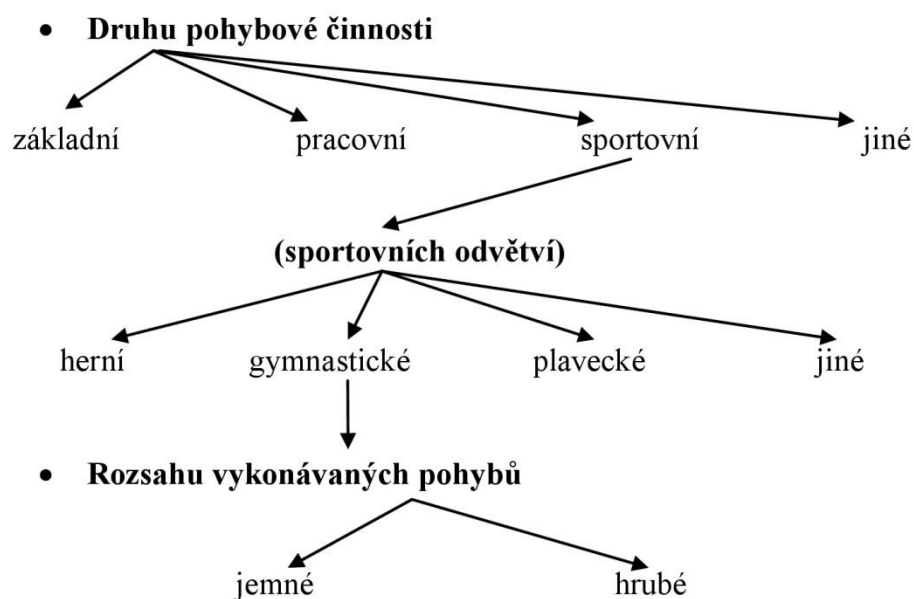 • Druhu pohybové činnosti
základní pracovní sportovní jiné
(sportovních odvětví)
herní gymnastické plavecké jiné
• Rozsahu vykonávaných pohybů
jemné hrubé